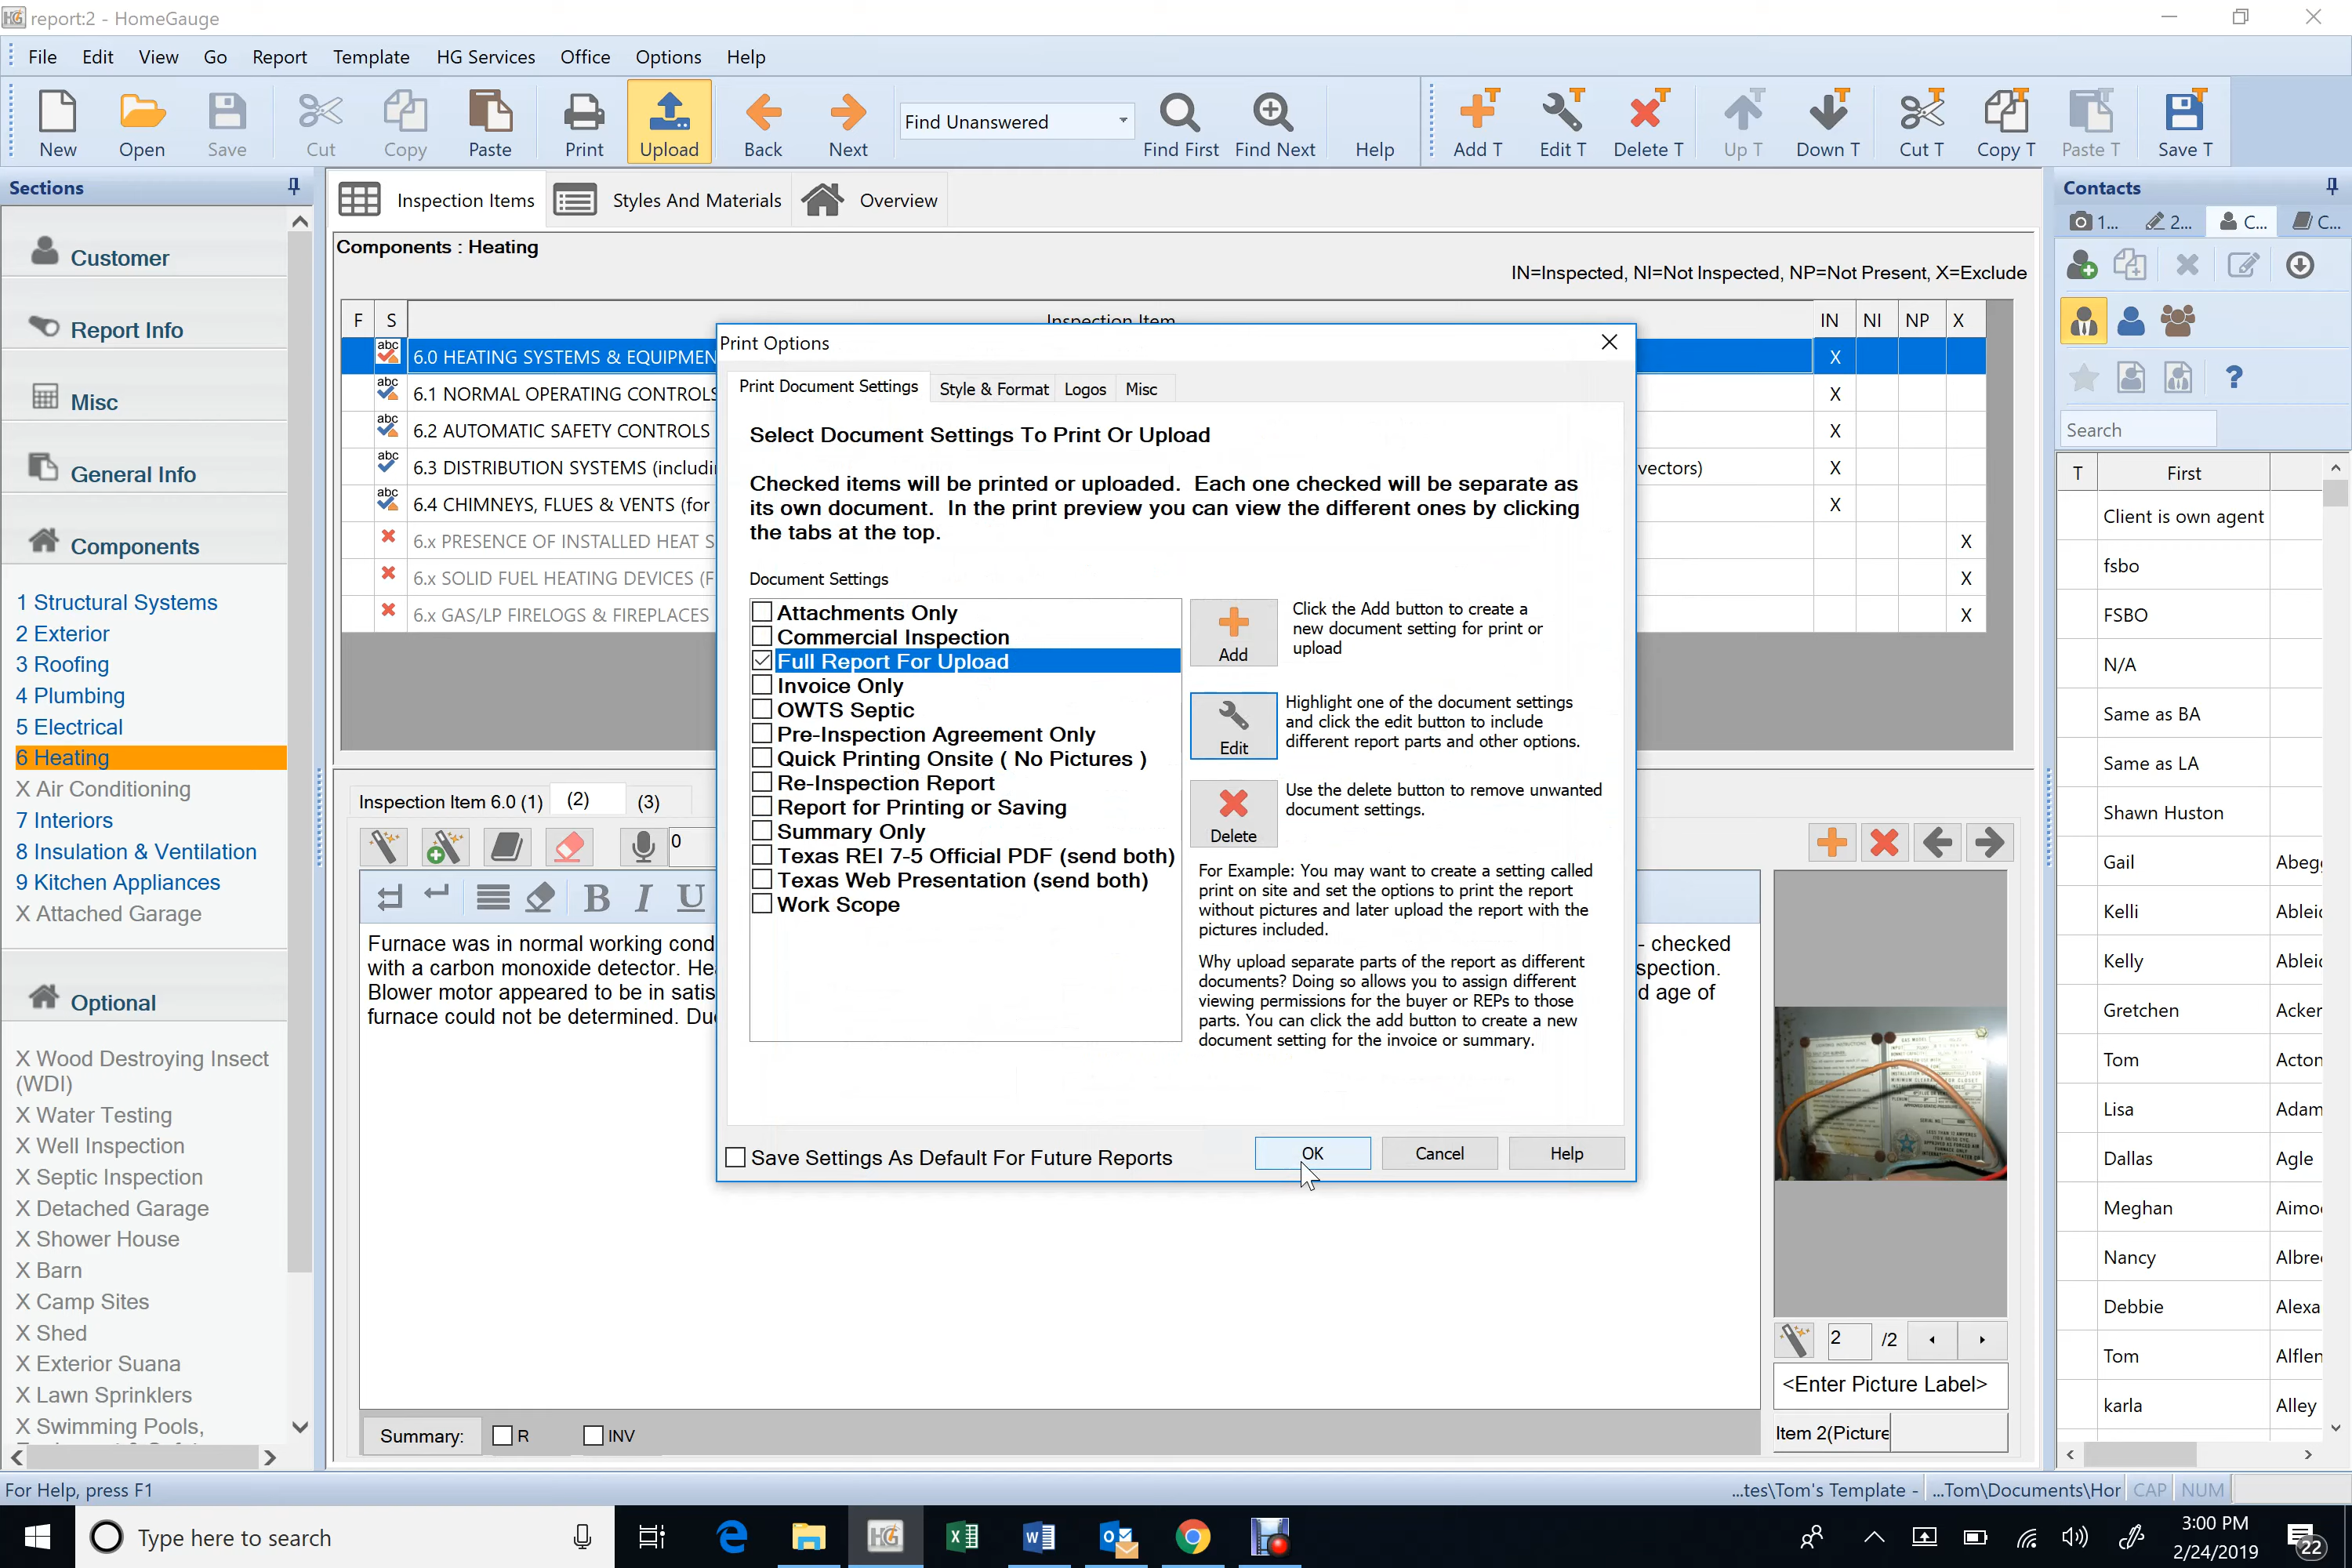 report:2 - HomeGauge
File Edit View Go Report Template HG Services Office Options Help
New Open Save Cut Copy Paste Print Upload Back Next Find Unanswered Find First Find Next Help Add T Edit T Delete T Up T Down T Cut T Copy T Paste T Save T
Sections
Customer
Report Info
Misc
General Info
Components
1 Structural Systems
2 Exterior
3 Roofing
4 Plumbing
5 Electrical
6 Heating
X Air Conditioning
7 Interiors
8 Insulation & Ventilation
9 Kitchen Appliances
X Attached Garage
Optional
X Wood Destroying Insect
(WDI)
X Water Testing
X Well Inspection
X Septic Inspection
X Detached Garage
X Shower House
X Barn
X Camp Sites
X Shed
X Exterior Suana
X Lawn Sprinklers
X Swimming Pools,
Inspection Items Styles And Materials Overview
Components : Heating
IN=Inspected, NI=Not Inspected, NP=Not Present, X=Exclude
F S Inspection Item IN NI NP X
abc 6.0 HEATING SYSTEMS & EQUIPMEN X
abc 6.1 NORMAL OPERATING CONTROLS X
abc 6.2 AUTOMATIC SAFETY CONTROLS X
abc 6.3 DISTRIBUTION SYSTEMS (includi vectors) X
abc 6.4 CHIMNEYS, FLUES & VENTS (for X
6.x PRESENCE OF INSTALLED HEAT S X
6.x SOLID FUEL HEATING DEVICES (F X
6.x GAS/LP FIRELOGS & FIREPLACES X
Print Options
Print Document Settings Style & Format Logos Misc
Select Document Settings To Print Or Upload
Checked items will be printed or uploaded. Each one checked will be separate as
its own document. In the print preview you can view the different ones by clicking
the tabs at the top.
Document Settings
Attachments Only
Commercial Inspection
Full Report For Upload
Invoice Only
OWTS Septic
Pre-Inspection Agreement Only
Quick Printing Onsite ( No Pictures )
Re-Inspection Report
Report for Printing or Saving
Summary Only
Texas REI 7-5 Official PDF (send both)
Texas Web Presentation (send both)
Work Scope
Add
Click the Add button to create a
new document setting for print or
upload
Edit
Highlight one of the document settings
and click the edit button to include
different report parts and other options.
Delete
Use the delete button to remove unwanted
document settings.
For Example: You may want to create a setting called
print on site and set the options to print the report
without pictures and later upload the report with the
pictures included.
Why upload separate parts of the report as different
documents? Doing so allows you to assign different
viewing permissions for the buyer or REPs to those
parts. You can click the add button to create a new
document setting for the invoice or summary.
Save Settings As Default For Future Reports
OK Cancel Help
Inspection Item 6.0 (1) (2) (3)
0
B I U
Furnace was in normal working cond - checked
with a carbon monoxide detector. Hea spection.
Blower motor appeared to be in satis d age of
furnace could not be determined. Du
Summary: R INV
2 /2
<Enter Picture Label>
Item 2(Picture
Contacts
1... 2... C... C...
Search
T First
Client is own agent
fsbo
FSBO
N/A
Same as BA
Same as LA
Shawn Huston
Gail Abeg
Kelli Ableic
Kelly Ableic
Gretchen Acker
Tom Acton
Lisa Adam
Dallas Agle
Meghan Aimo
Nancy Albre
Debbie Alexa
Tom Alflen
karla Alley
For Help, press F1
...tes\Tom's Template - ...Tom\Documents\Hor CAP NUM
Type here to search
3:00 PM
2/24/2019
22